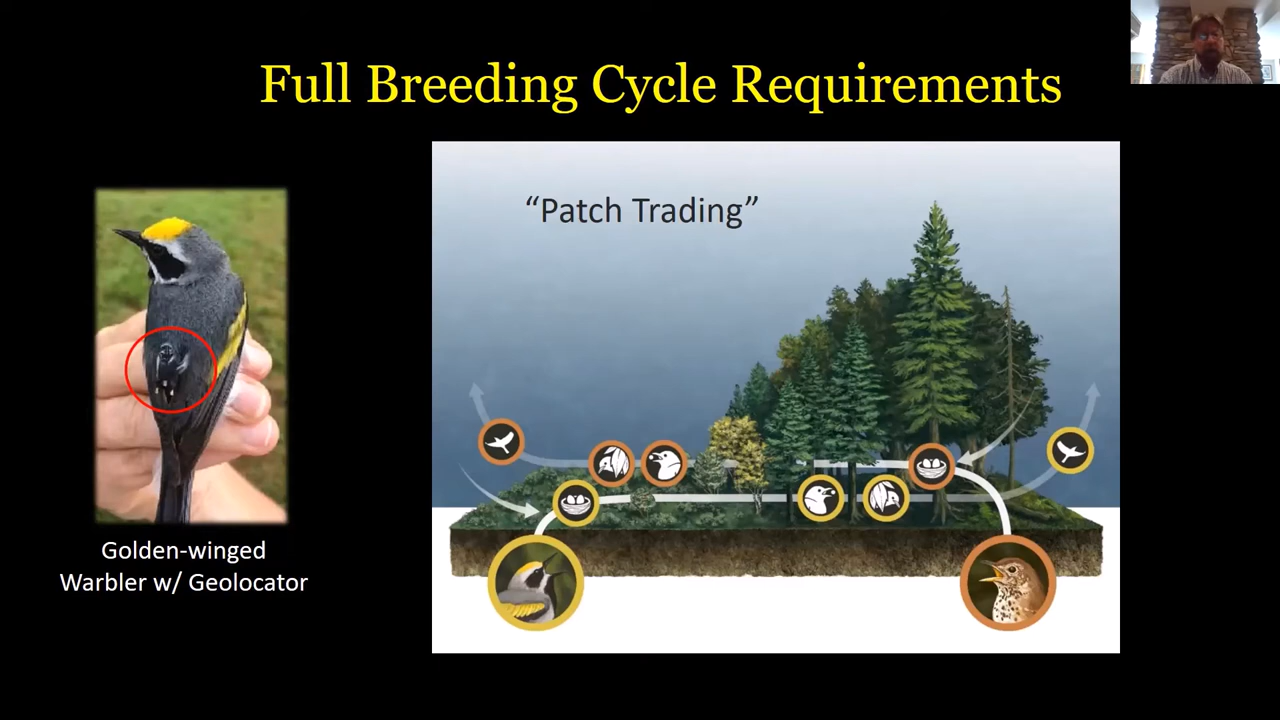 Full Breeding Cycle Requirements
“Patch Trading”
Golden-winged
Warbler w/ Geolocator